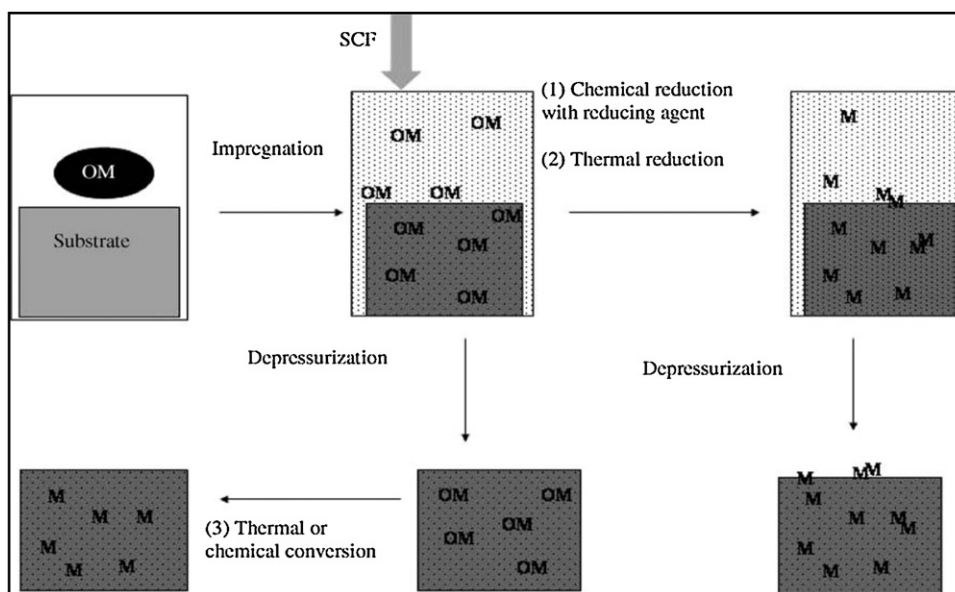 SCF
(1) Chemical reduction
with reducing agent
(2) Thermal reduction
Impregnation
OM
Substrate
OM
OM
OM
OM
OM
OM
OM
OM
OM
M
M
M
M
M
M
M
M
M
M
M
Depressurization
Depressurization
M
M
M
M
M
M
(3) Thermal or
chemical conversion
OM
OM
OM
OM
OM
M
M
M
M
M
M
M
M
M
M